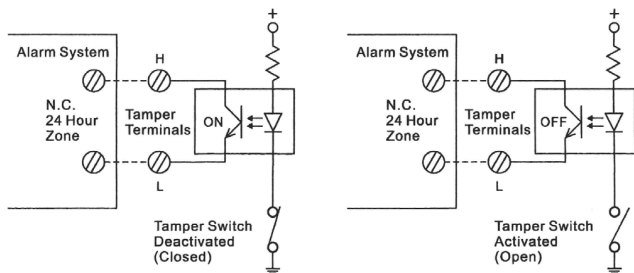 +
Alarm System
H
N.C.
24 Hour
Zone
Tamper
Terminals
ON
L
Tamper Switch
Deactivated
(Closed)
+
Alarm System
H
N.C.
24 Hour
Zone
Tamper
Terminals
OFF
L
Tamper Switch
Activated
(Open)